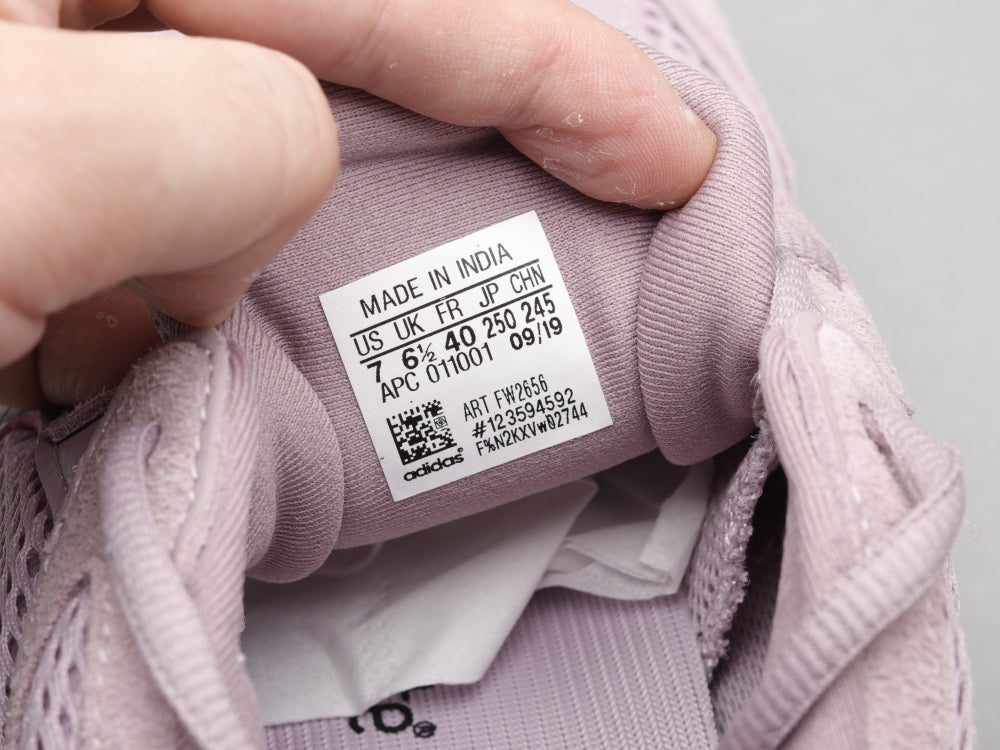 MADE IN INDIA
US UK FR JP CHN
7 6½ 40 250 245
APC 011001 09/19
ART FW2656
#123594592
F%N2KXVwD2744
adidas®